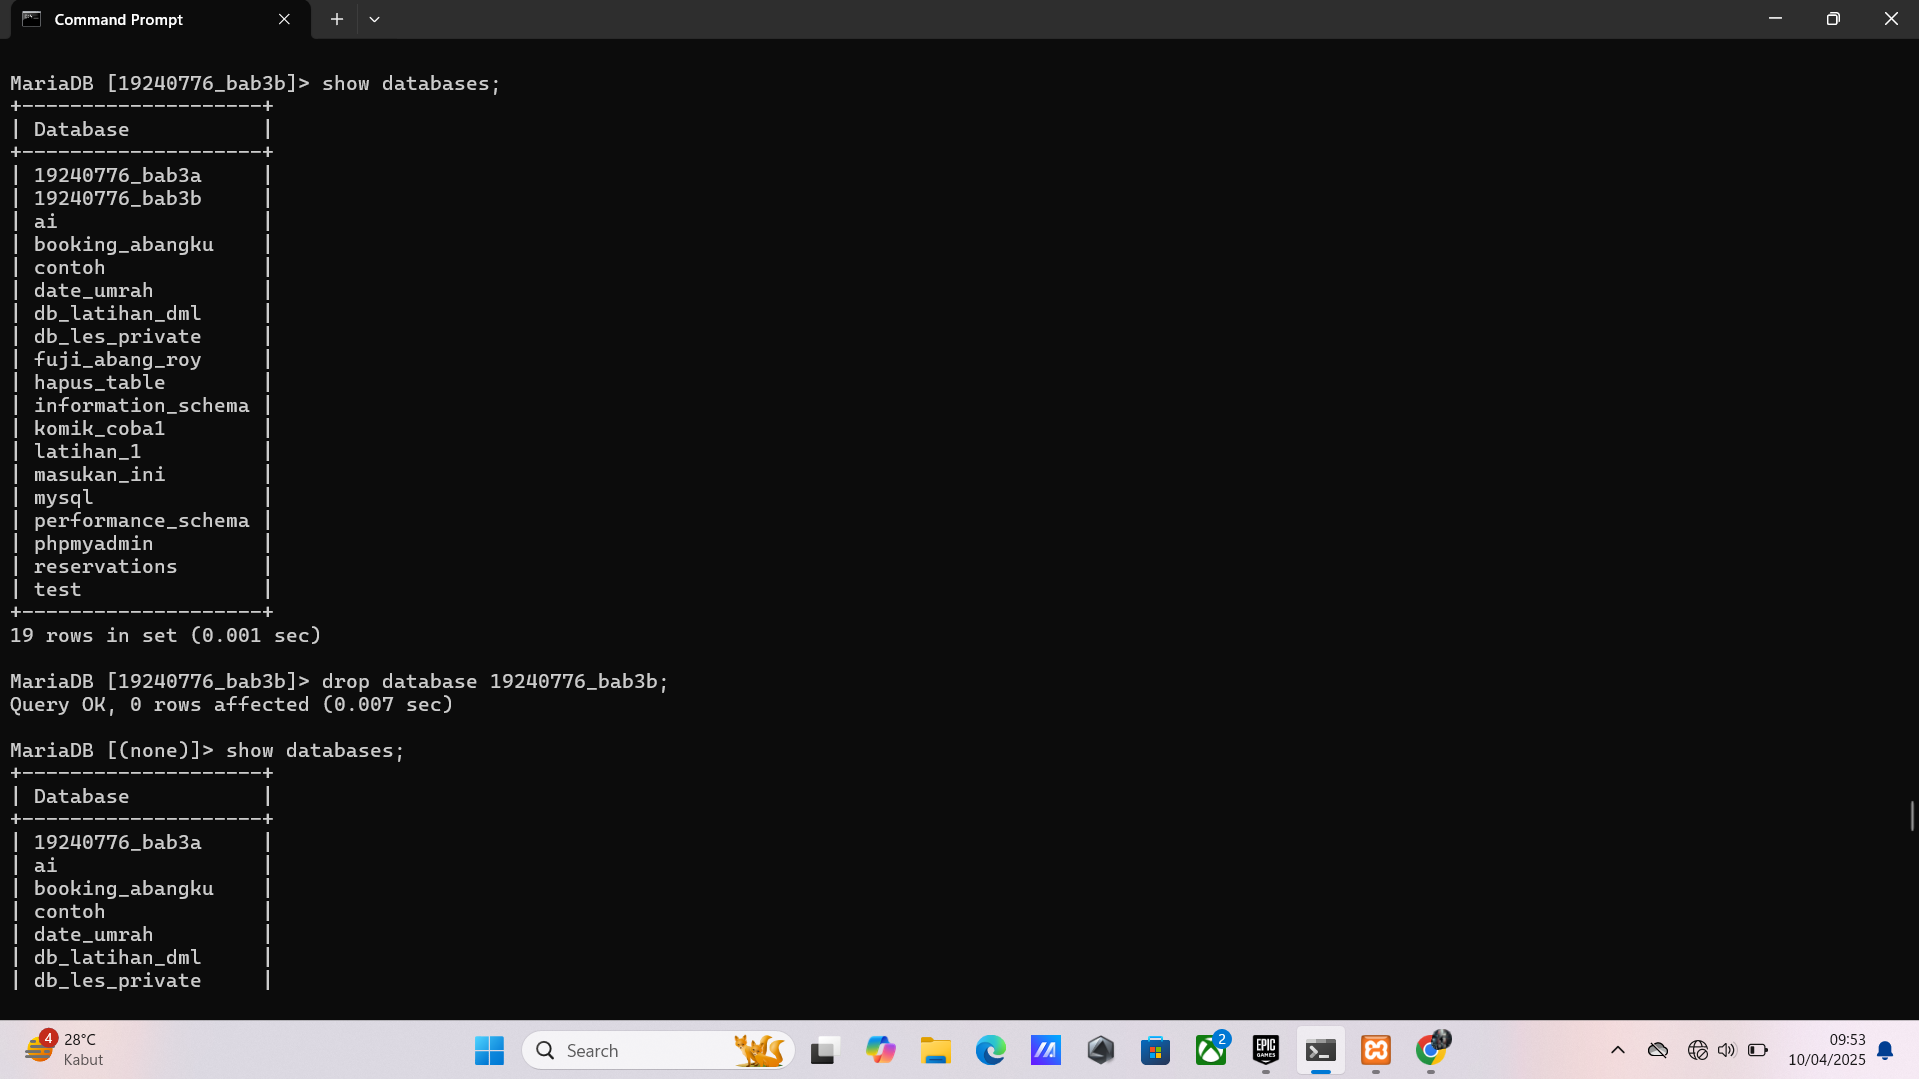 Command Prompt
MariaDB [19240776_bab3b]> show databases;
+--------------------+
| Database           |
+--------------------+
| 19240776_bab3a     |
| 19240776_bab3b     |
| ai                 |
| booking_abangku    |
| contoh             |
| date_umrah         |
| db_latihan_dml     |
| db_les_private     |
| fuji_abang_roy     |
| hapus_table        |
| information_schema |
| komik_coba1        |
| latihan_1          |
| masukan_ini        |
| mysql              |
| performance_schema |
| phpmyadmin         |
| reservations       |
| test               |
+--------------------+
19 rows in set (0.001 sec)
MariaDB [19240776_bab3b]> drop database 19240776_bab3b;
Query OK, 0 rows affected (0.007 sec)
MariaDB [(none)]> show databases;
+--------------------+
| Database           |
+--------------------+
| 19240776_bab3a     |
| ai                 |
| booking_abangku    |
| contoh             |
| date_umrah         |
| db_latihan_dml     |
| db_les_private     |
4
28°C
Kabut
Search
2
EPIC
GAMES
09:53
10/04/2025